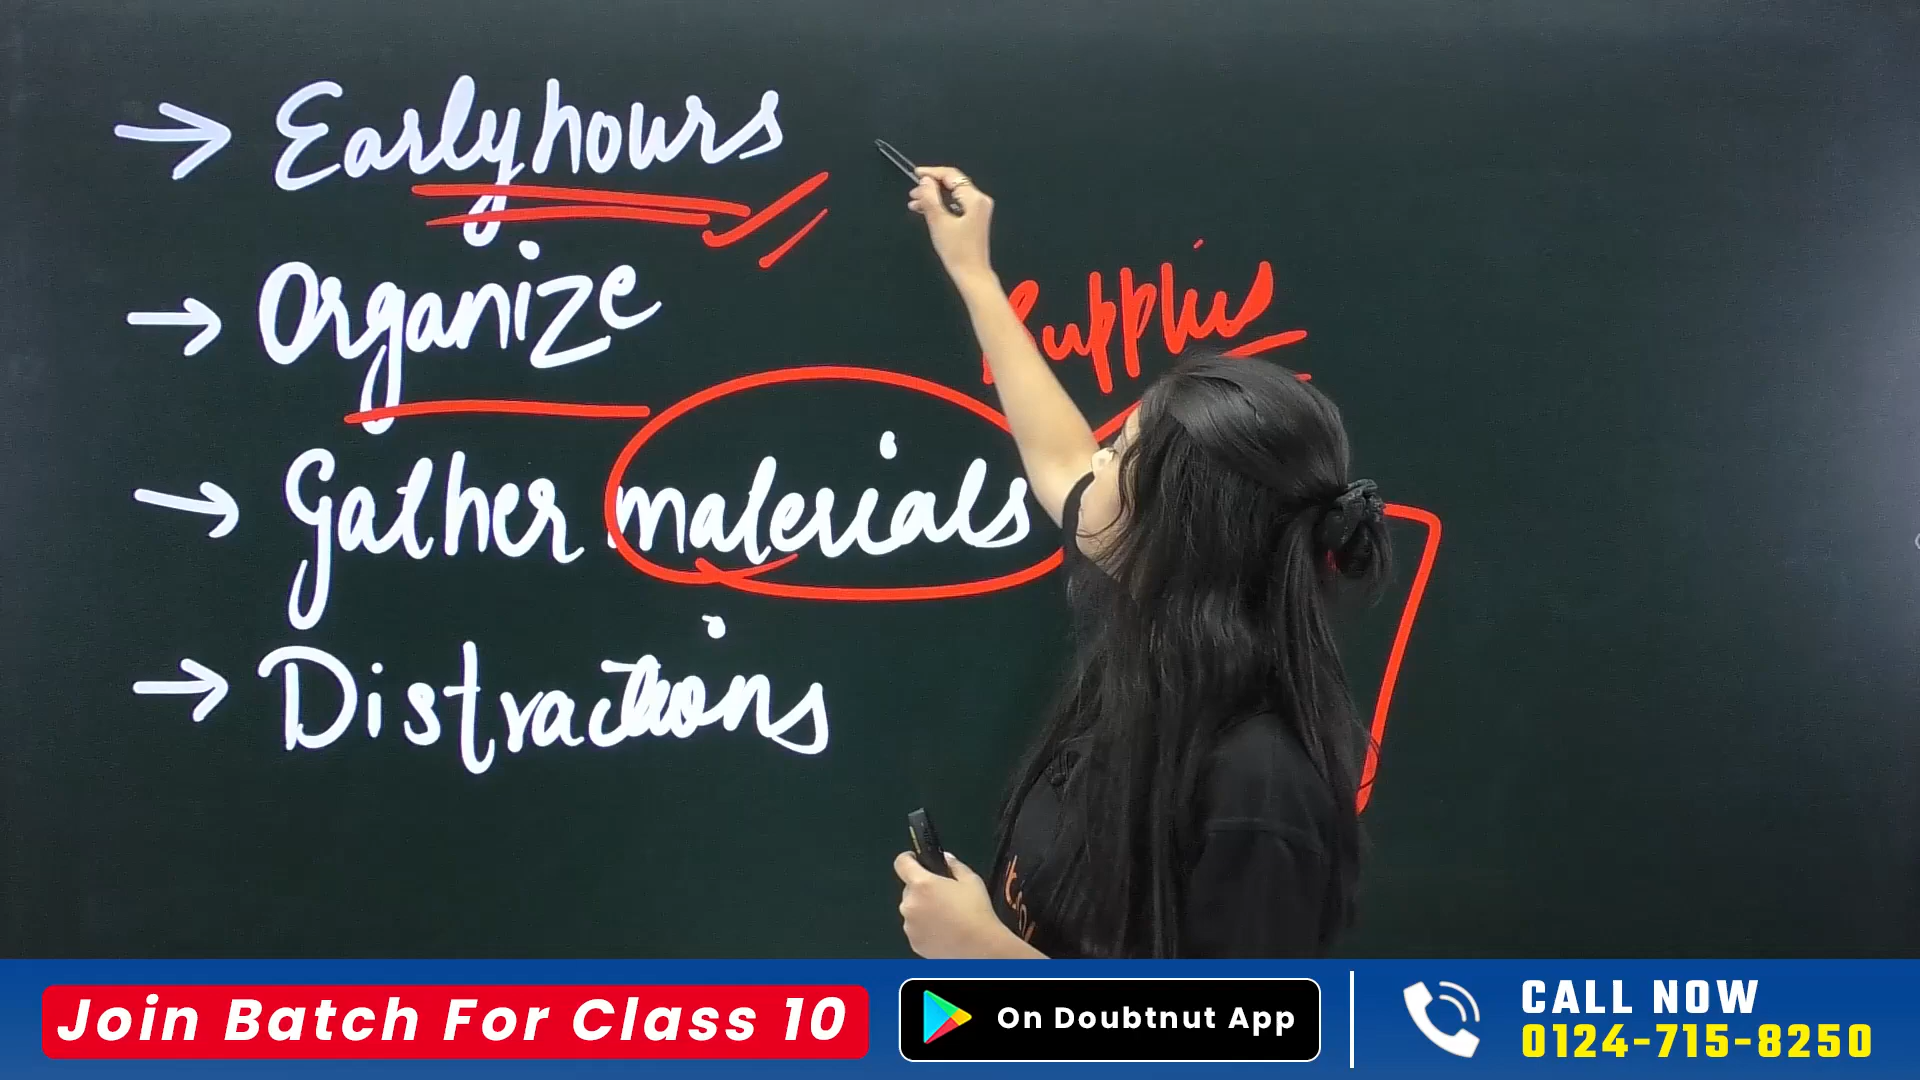 → Early hours
→ Organize
Supplies
→ Gather materials
→ Distractions
Join Batch For Class 10
On Doubtnut App
CALL NOW
0124-715-8250